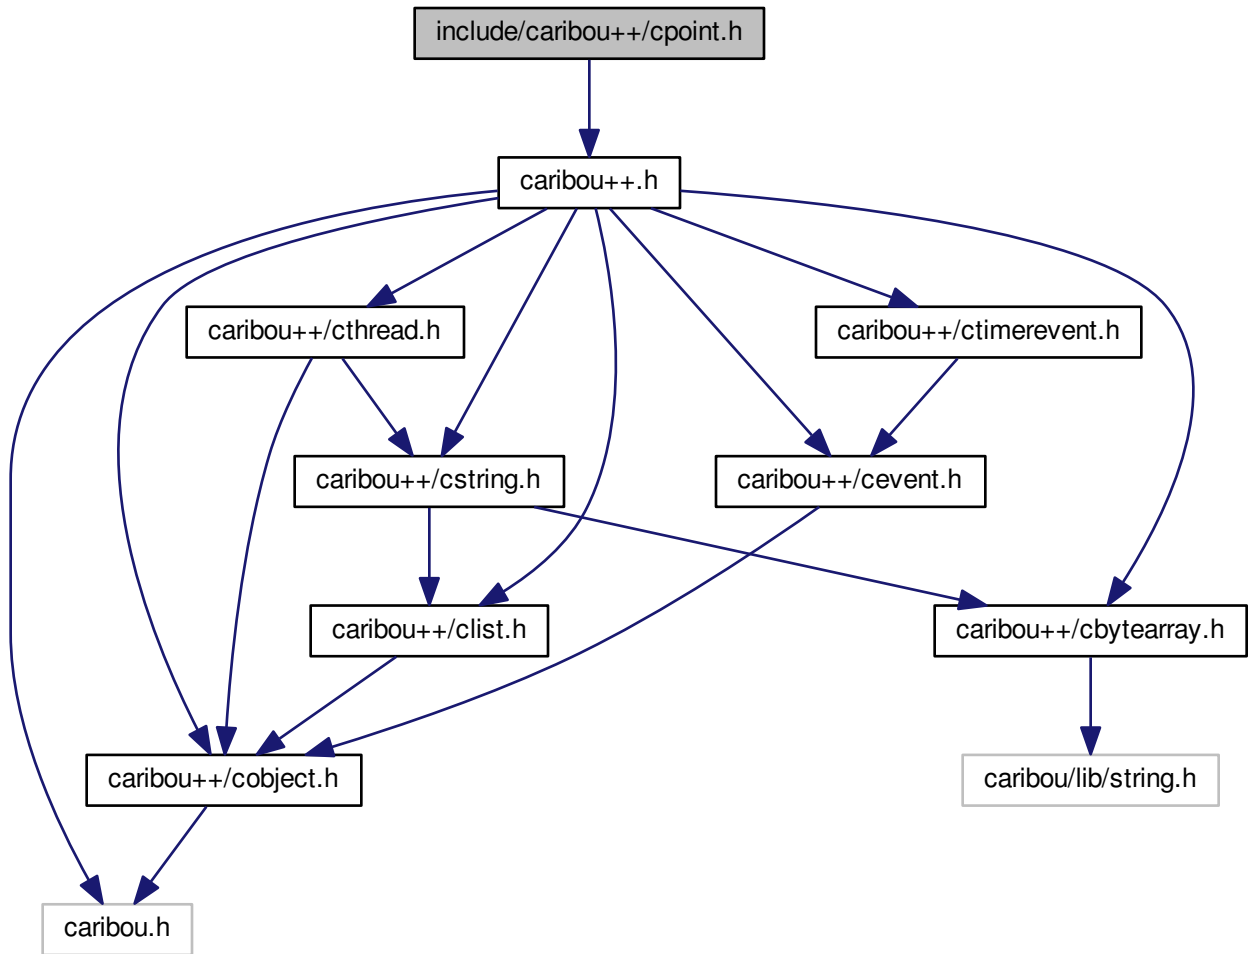 include/caribou++/cpoint.h
caribou++.h
caribou++/cthread.h
caribou++/ctimerevent.h
caribou++/cstring.h
caribou++/cevent.h
caribou++/clist.h
caribou++/cbytearray.h
caribou++/cobject.h
caribou/lib/string.h
caribou.h